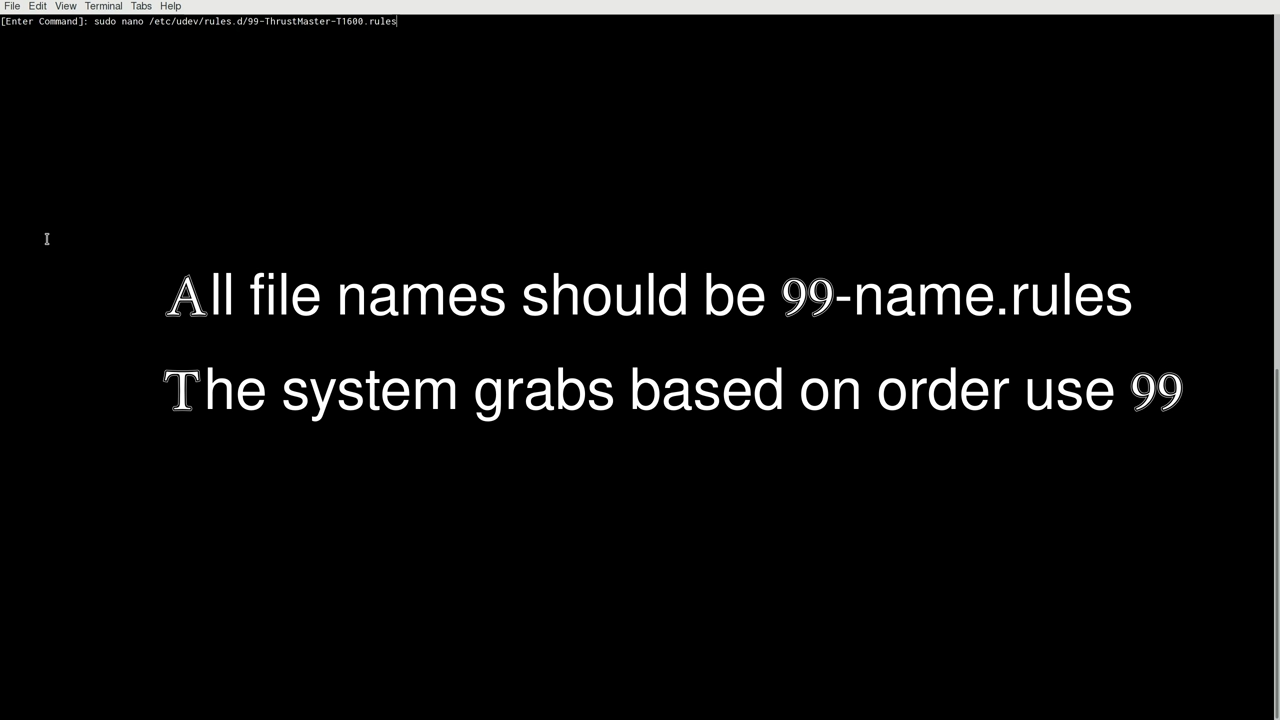 File Edit View Terminal Tabs Help
[Enter Command]: sudo nano /etc/udev/rules.d/99-ThrustMaster-T1600.rules
All file names should be 99-name.rules
The system grabs based on order use 99